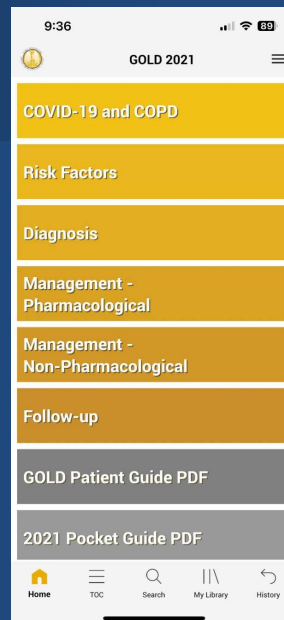 9:36
89
GOLD 2021
COVID-19 and COPD
Risk Factors
Diagnosis
Management -
Pharmacological
Management -
Non-Pharmacological
Follow-up
GOLD Patient Guide PDF
2021 Pocket Guide PDF
Home TOC Search My Library History